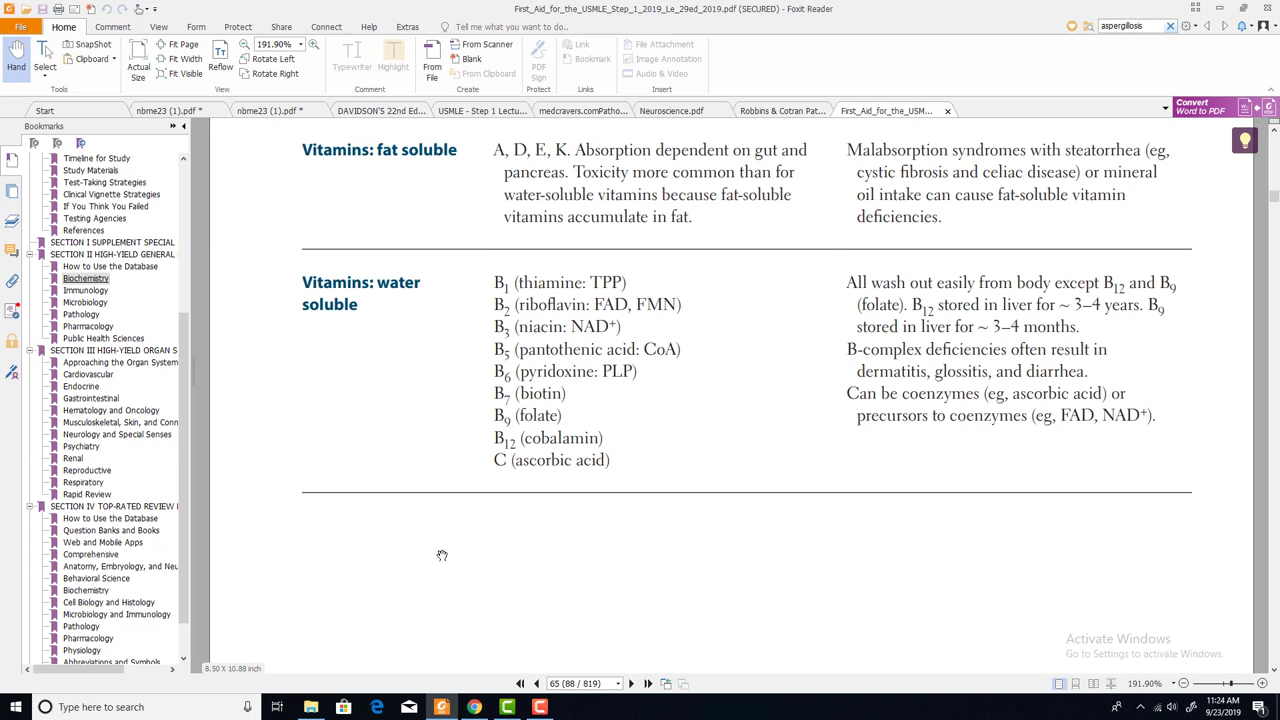 First_Aid_for_the_USMLE_Step_1_2019_Le_29ed_2019.pdf (SECURED) - Foxit Reader
File Home Comment View Form Protect Share Connect Help Extras Tell me what you want to do... aspergillosis
Hand Select SnapShot Clipboard Actual Size Fit Page Fit Width Fit Visible Reflow 191.90% Rotate Left Rotate Right Typewriter Highlight From File From Scanner Blank From Clipboard PDF Sign Link Bookmark File Attachment Image Annotation Audio & Video
Tools View Comment Create Protect Links Insert
Start nbme23 (1).pdf * nbme23 (1).pdf * DAVIDSON'S 22nd Ed... USMLE - Step 1 Lectu... medcravers.comPatho... Neuroscience.pdf Robbins & Cotran Pat... First_Aid_for_the_USM...
Convert
Word to PDF
Bookmarks
Timeline for Study
Study Materials
Test-Taking Strategies
Clinical Vignette Strategies
If You Think You Failed
Testing Agencies
References
SECTION I SUPPLEMENT SPECIAL
SECTION II HIGH-YIELD GENERAL
How to Use the Database
Biochemistry
Immunology
Microbiology
Pathology
Pharmacology
Public Health Sciences
SECTION III HIGH-YIELD ORGAN S
Approaching the Organ System
Cardiovascular
Endocrine
Gastrointestinal
Hematology and Oncology
Musculoskeletal, Skin, and Conn
Neurology and Special Senses
Psychiatry
Renal
Reproductive
Respiratory
Rapid Review
SECTION IV TOP-RATED REVIEW
How to Use the Database
Question Banks and Books
Web and Mobile Apps
Comprehensive
Anatomy, Embryology, and Neu
Behavioral Science
Biochemistry
Cell Biology and Histology
Microbiology and Immunology
Pathology
Pharmacology
Physiology
Abbreviations and Symbols
Vitamins: fat soluble
A, D, E, K. Absorption dependent on gut and
pancreas. Toxicity more common than for
water-soluble vitamins because fat-soluble
vitamins accumulate in fat.
Malabsorption syndromes with steatorrhea (eg,
cystic fibrosis and celiac disease) or mineral
oil intake can cause fat-soluble vitamin
deficiencies.
Vitamins: water
soluble
B1 (thiamine: TPP)
B2 (riboflavin: FAD, FMN)
B3 (niacin: NAD+)
B5 (pantothenic acid: CoA)
B6 (pyridoxine: PLP)
B7 (biotin)
B9 (folate)
B12 (cobalamin)
C (ascorbic acid)
All wash out easily from body except B12 and B9
(folate). B12 stored in liver for ~ 3–4 years. B9
stored in liver for ~ 3–4 months.
B-complex deficiencies often result in
dermatitis, glossitis, and diarrhea.
Can be coenzymes (eg, ascorbic acid) or
precursors to coenzymes (eg, FAD, NAD+).
Activate Windows
Go to Settings to activate Windows.
8.50 x 10.88 inch
65 (88 / 819) 191.90%
Type here to search
11:24 AM
9/23/2019